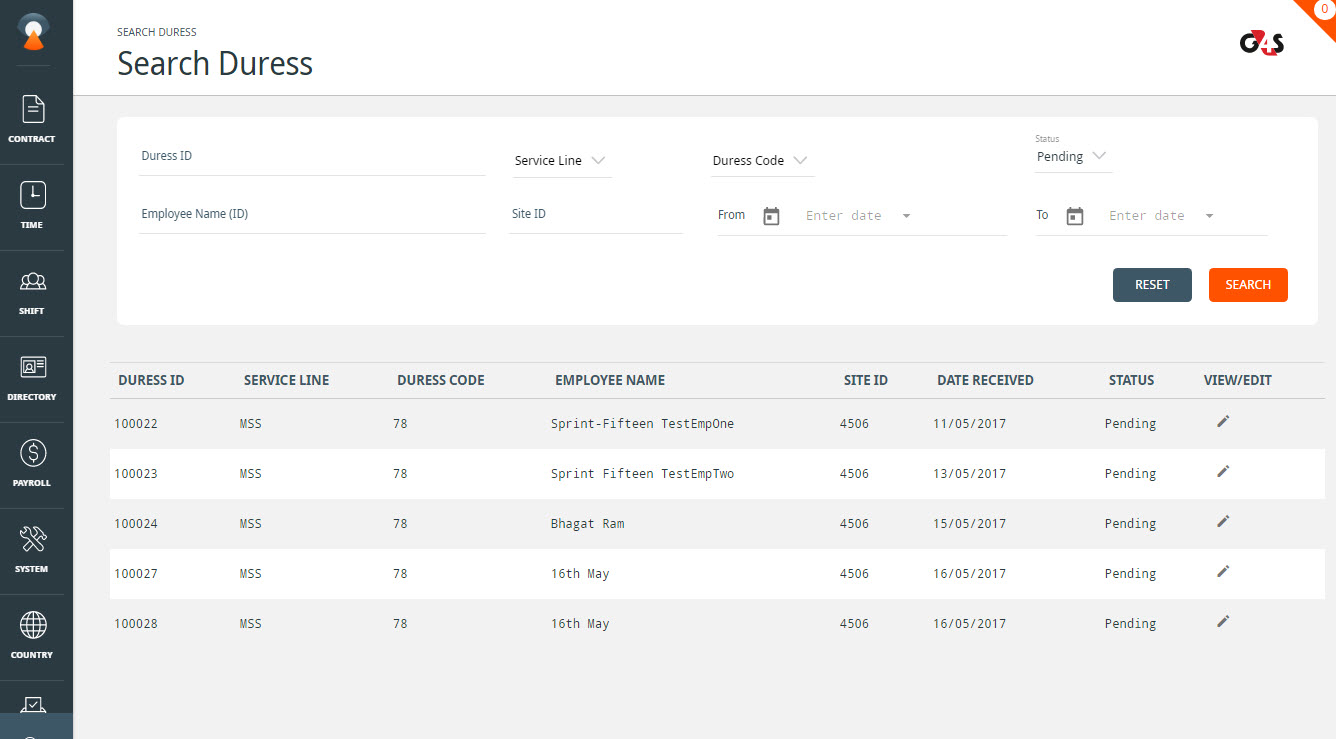 0
SEARCH DURESS
Search Duress
G4S
CONTRACT
TIME
SHIFT
DIRECTORY
PAYROLL
SYSTEM
COUNTRY
Duress ID
Service Line
Duress Code
Status
Pending
Employee Name (ID)
Site ID
From
Enter date
To
Enter date
RESET
SEARCH
DURESS ID SERVICE LINE DURESS CODE EMPLOYEE NAME SITE ID DATE RECEIVED STATUS VIEW/EDIT
100022 MSS 78 Sprint-Fifteen TestEmpOne 4506 11/05/2017 Pending
100023 MSS 78 Sprint Fifteen TestEmpTwo 4506 13/05/2017 Pending
100024 MSS 78 Bhagat Ram 4506 15/05/2017 Pending
100027 MSS 78 16th May 4506 16/05/2017 Pending
100028 MSS 78 16th May 4506 16/05/2017 Pending